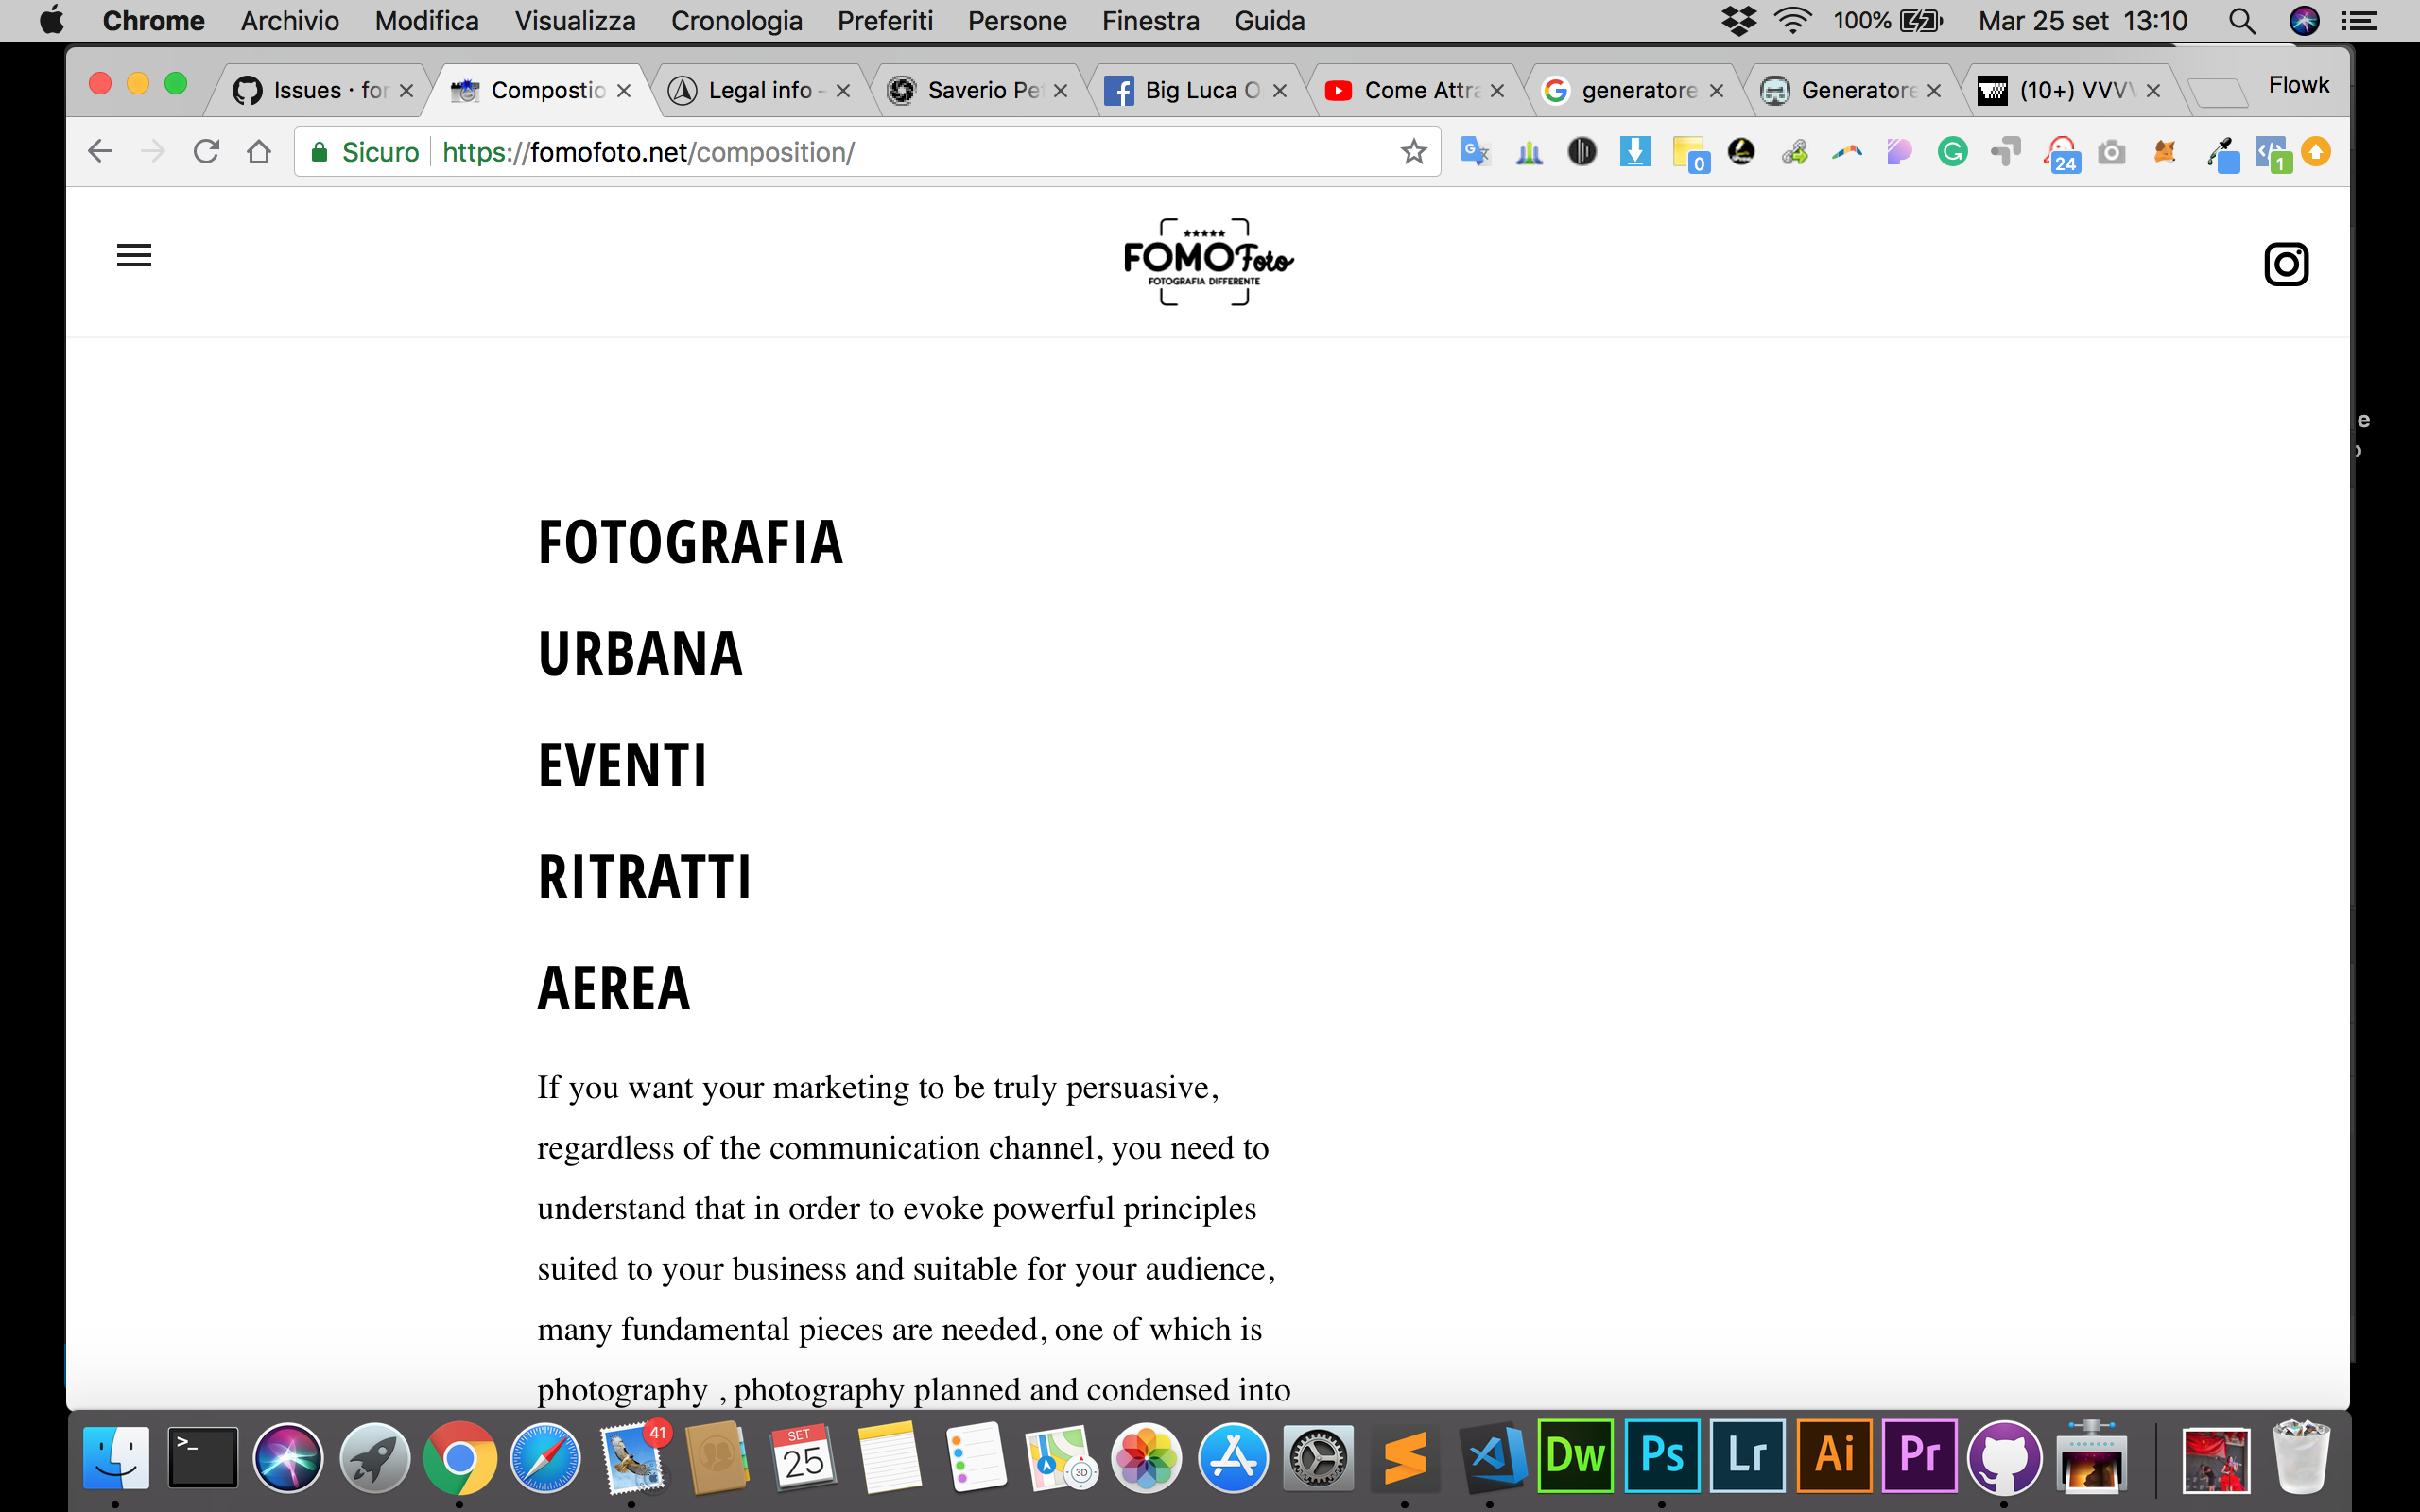 Chrome Archivio Modifica Visualizza Cronologia Preferiti Persone Finestra Guida 100% Mar 25 set 13:10
Issues · for Compostio Legal info - Saverio Pe Big Luca O Come Attra generatore Generatore (10+) VVVV Flowk
Sicuro https://fomofoto.net/composition/ 0 24 1
FOMO Foto
FOTOGRAFIA DIFFERENTE
FOTOGRAFIA
URBANA
EVENTI
RITRATTI
AEREA
If you want your marketing to be truly persuasive,
regardless of the communication channel, you need to
understand that in order to evoke powerful principles
suited to your business and suitable for your audience,
many fundamental pieces are needed, one of which is
photography , photography planned and condensed into
41 SET 25 3D Dw Ps Lr Ai Pr